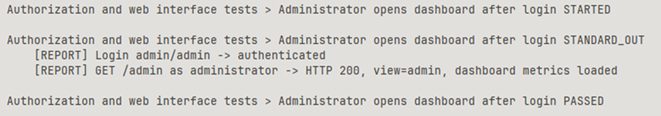 Authorization and web interface tests > Administrator opens dashboard after login STARTED
Authorization and web interface tests > Administrator opens dashboard after login STANDARD_OUT
[REPORT] Login admin/admin -> authenticated
[REPORT] GET /admin as administrator -> HTTP 200, view=admin, dashboard metrics loaded
Authorization and web interface tests > Administrator opens dashboard after login PASSED